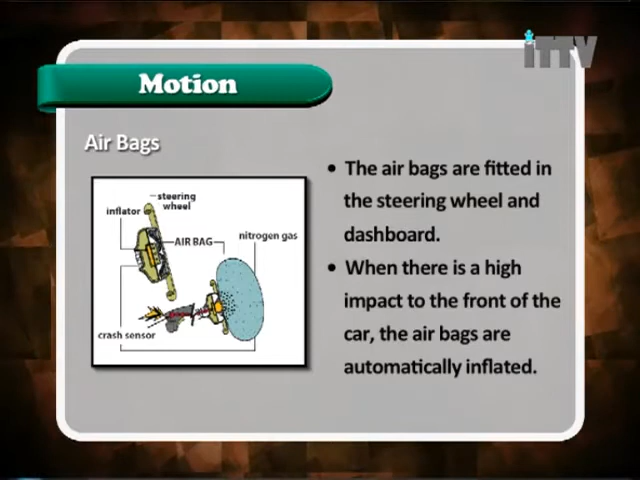 iTTV
Motion
Air Bags
steering
wheel
inflator
AIR BAG
nitrogen gas
crash sensor
• The air bags are fitted in
the steering wheel and
dashboard.
• When there is a high
impact to the front of the
car, the air bags are
automatically inflated.